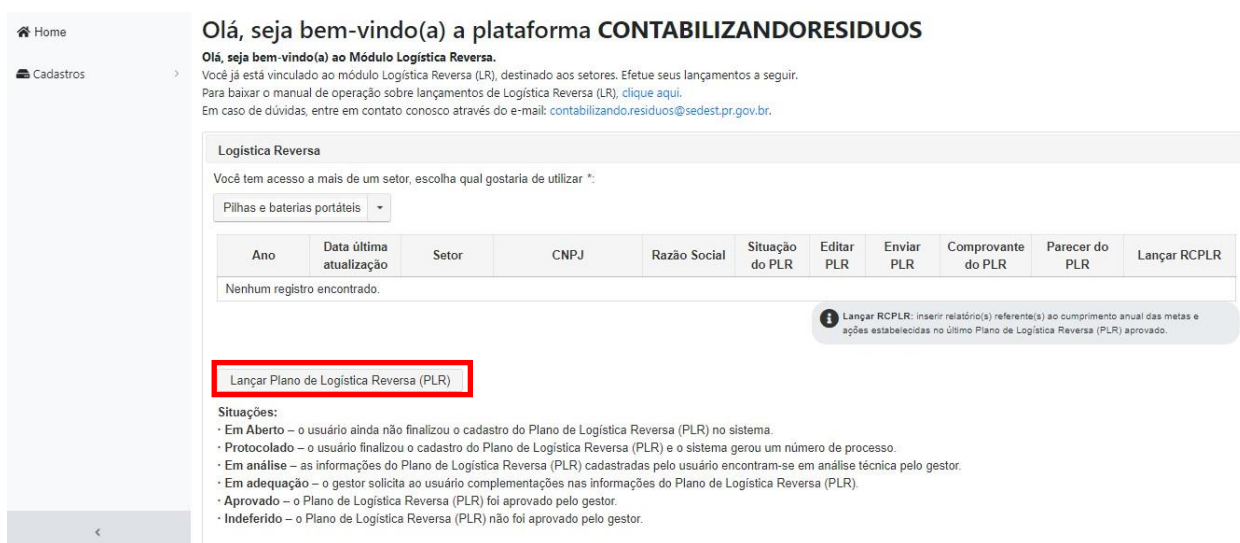 Home
Cadastros
Olá, seja bem-vindo(a) a plataforma CONTABILIZANDORESIDUOS
Olá, seja bem-vindo(a) ao Módulo Logística Reversa.
Você já está vinculado ao módulo Logística Reversa (LR), destinado aos setores. Efetue seus lançamentos a seguir.
Para baixar o manual de operação sobre lançamentos de Logística Reversa (LR), clique aqui.
Em caso de dúvidas, entre em contato conosco através do e-mail: contabilizando.residuos@sedest.pr.gov.br.
Logística Reversa
Você tem acesso a mais de um setor, escolha qual gostaria de utilizar *:
Pilhas e baterias portáteis
Ano Data última atualização Setor CNPJ Razão Social Situação do PLR Editar PLR Enviar PLR Comprovante do PLR Parecer do PLR Lançar RCPLR
Nenhum registro encontrado.
Lançar RCPLR: inserir relatório(s) referente(s) ao cumprimento anual das metas e
ações estabelecidas no último Plano de Logística Reversa (PLR) aprovado.
Lançar Plano de Logística Reversa (PLR)
Situações:
· Em Aberto – o usuário ainda não finalizou o cadastro do Plano de Logística Reversa (PLR) no sistema.
· Protocolado – o usuário finalizou o cadastro do Plano de Logística Reversa (PLR) e o sistema gerou um número de processo.
· Em análise – as informações do Plano de Logística Reversa (PLR) cadastradas pelo usuário encontram-se em análise técnica pelo gestor.
· Em adequação – o gestor solicita ao usuário complementações nas informações do Plano de Logística Reversa (PLR).
· Aprovado – o Plano de Logística Reversa (PLR) foi aprovado pelo gestor.
· Indeferido – o Plano de Logística Reversa (PLR) não foi aprovado pelo gestor.